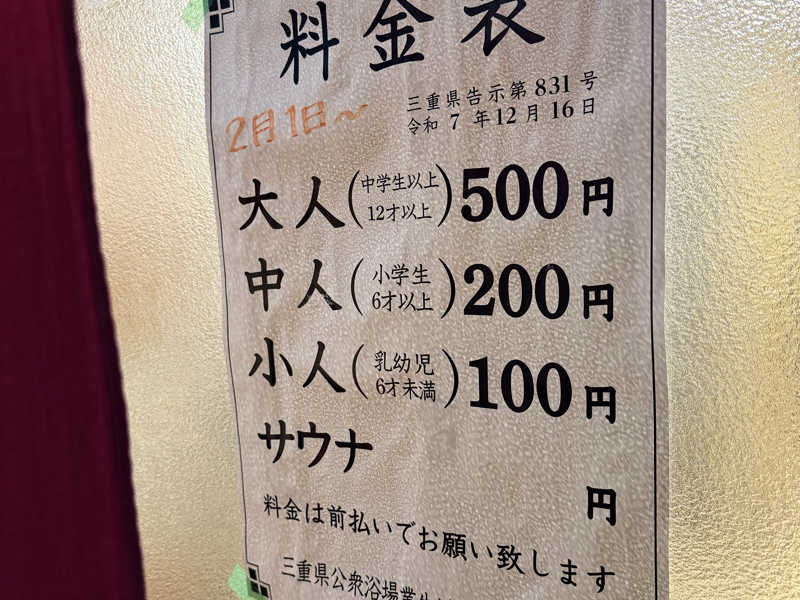 料金表
三重県告示第831号
令和7年12月16日
2月1日～
大人(中学生以上 12才以上)500円
中人(小学生 6才以上)200円
小人(乳幼児 6才未満)100円
サウナ
円
料金は前払いでお願い致します
三重県公衆浴場業生